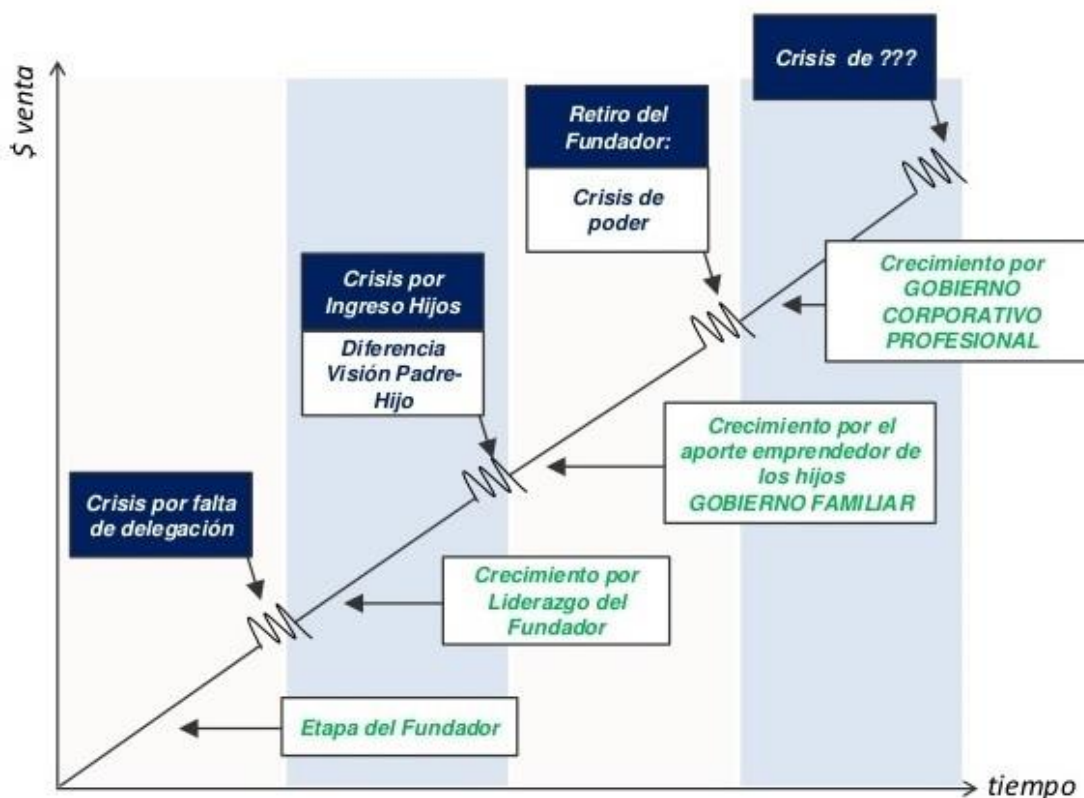 Crisis de ???
$ venta
Retiro del
Fundador:
Crisis de
poder
Crisis por
Ingreso Hijos
Diferencia
Visión Padre-
Hijo
Crecimiento por
GOBIERNO
CORPORATIVO
PROFESIONAL
Crecimiento por el
aporte emprendedor de
los hijos
GOBIERNO FAMILIAR
Crisis por falta
de delegación
Crecimiento por
Liderazgo del
Fundador
Etapa del Fundador
tiempo